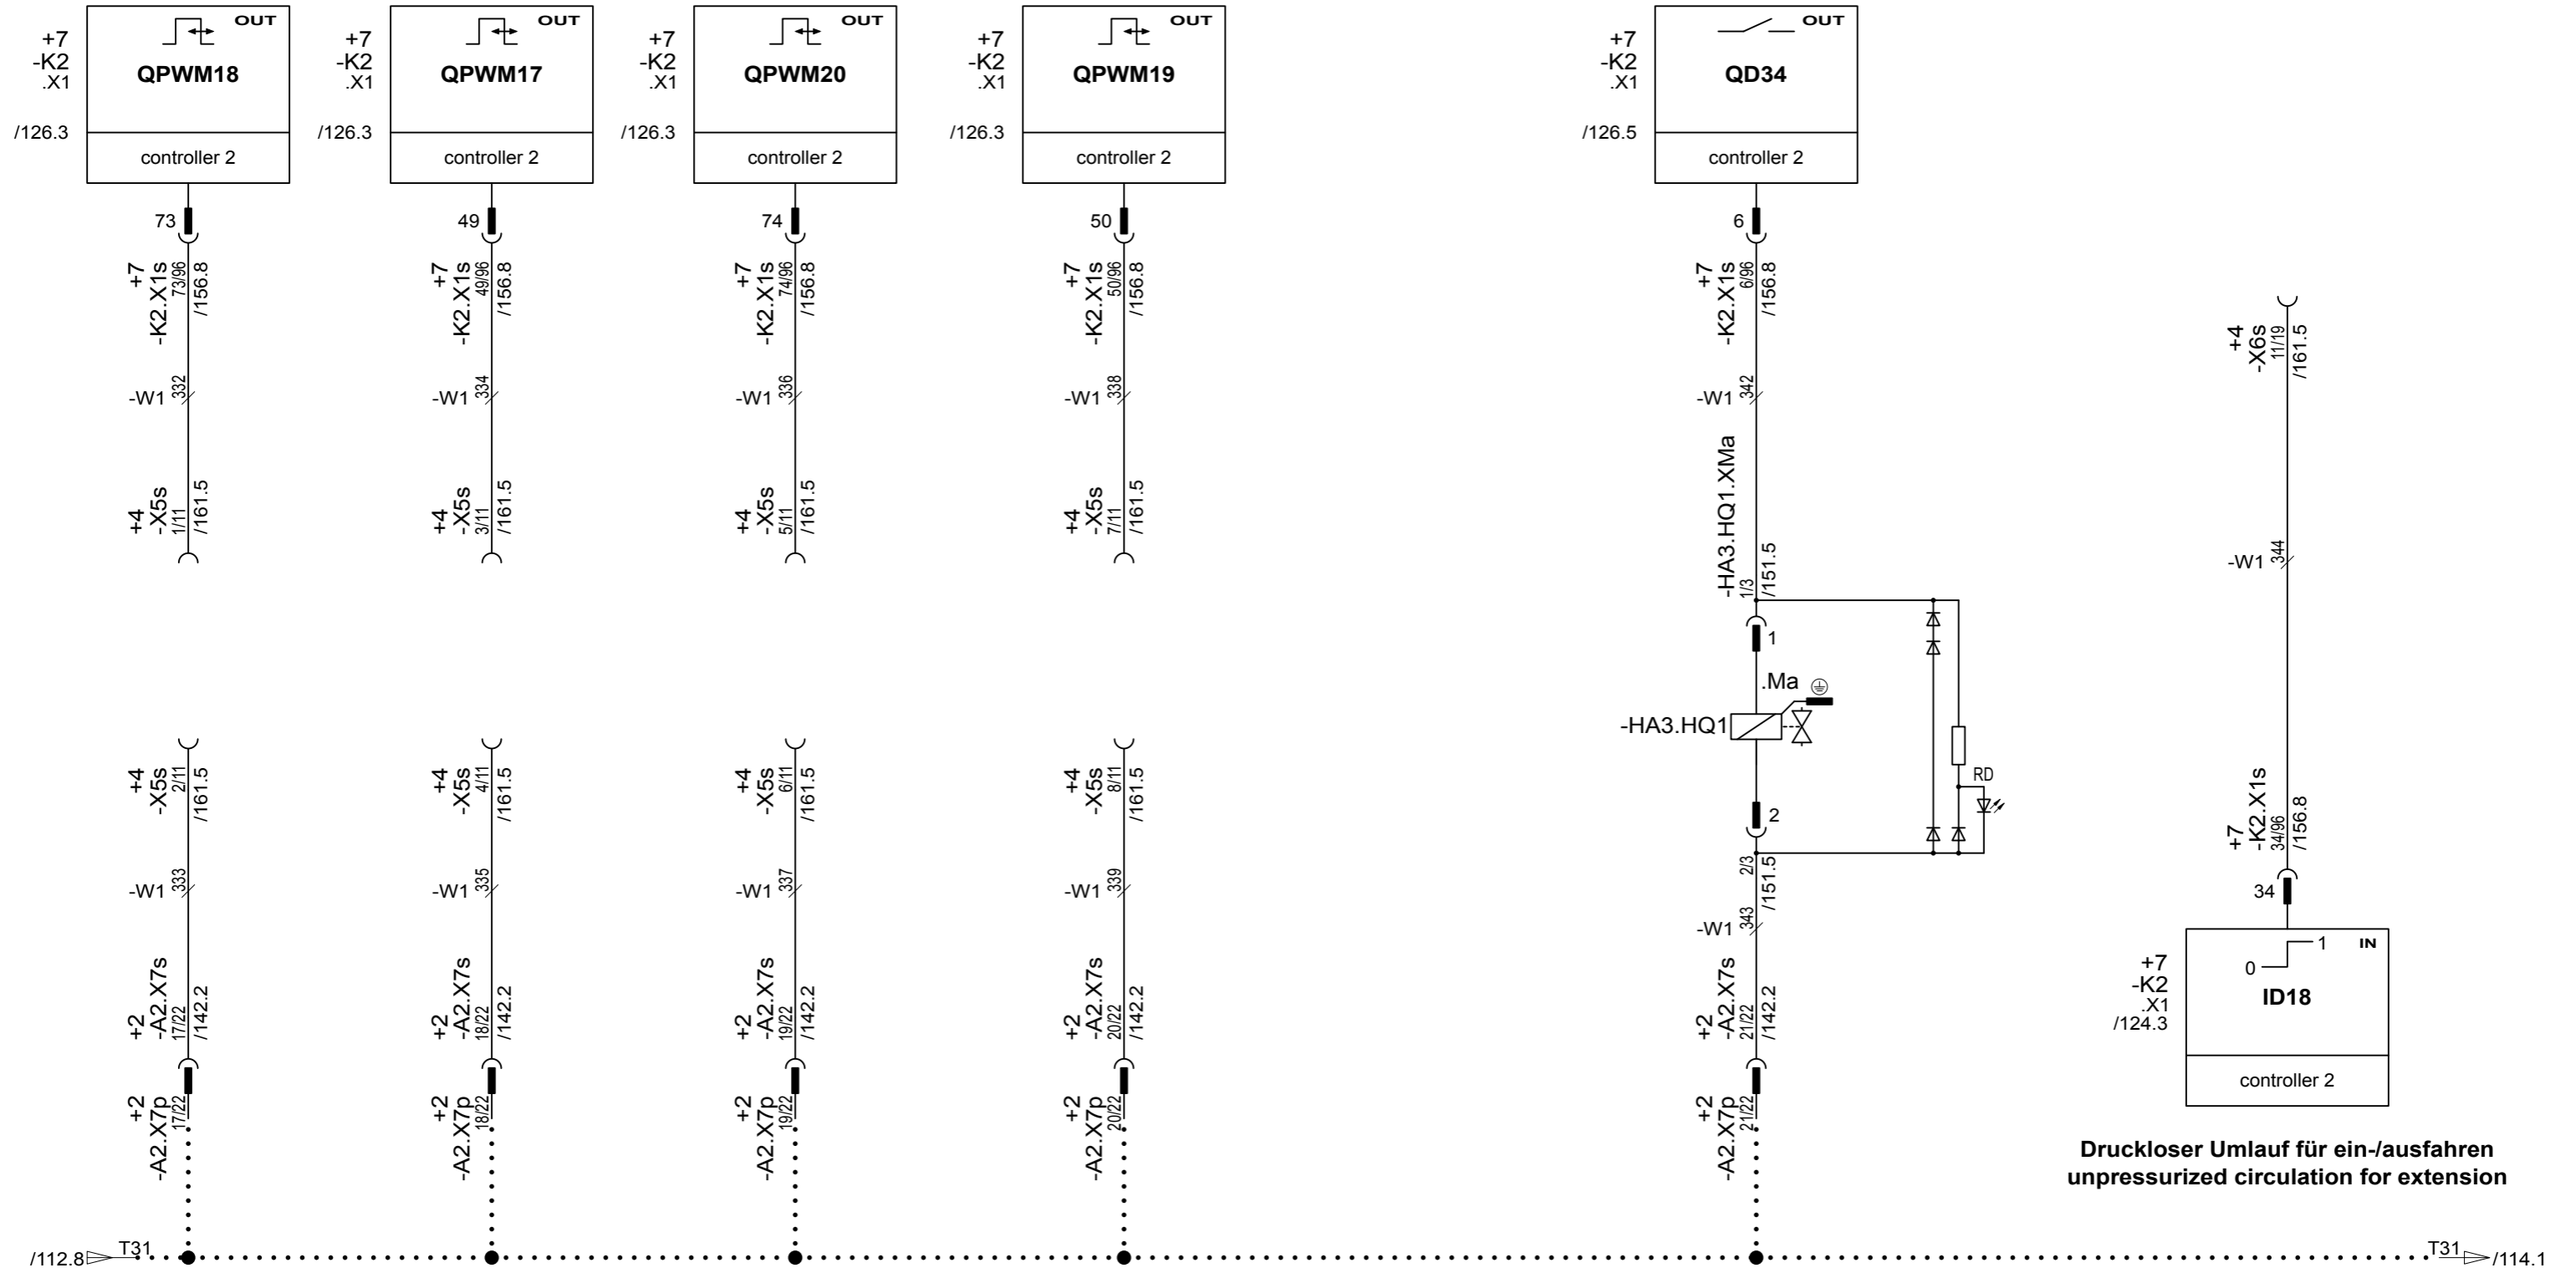 +7
-K2
.X1
/126.3
OUT
QPWM18
controller 2
73
+7
-K2.X1s
73/96
/156.8
-W1
332
+4
-X5s
1/11
/161.5
+4
-X5s
2/11
/161.5
-W1
333
+2
-A2.X7s
17/22
/142.2
+2
-A2.X7p
17/22
+7
-K2
.X1
/126.3
OUT
QPWM17
controller 2
49
+7
-K2.X1s
49/96
/156.8
-W1
334
+4
-X5s
3/11
/161.5
+4
-X5s
4/11
/161.5
-W1
335
+2
-A2.X7s
18/22
/142.2
+2
-A2.X7p
18/22
+7
-K2
.X1
/126.3
OUT
QPWM20
controller 2
74
+7
-K2.X1s
74/96
/156.8
-W1
336
+4
-X5s
5/11
/161.5
+4
-X5s
6/11
/161.5
-W1
337
+2
-A2.X7s
19/22
/142.2
+2
-A2.X7p
19/22
+7
-K2
.X1
/126.3
OUT
QPWM19
controller 2
50
+7
-K2.X1s
50/96
/156.8
-W1
338
+4
-X5s
7/11
/161.5
+4
-X5s
8/11
/161.5
-W1
339
+2
-A2.X7s
20/22
/142.2
+2
-A2.X7p
20/22
+7
-K2
.X1
/126.5
OUT
QD34
controller 2
6
+7
-K2.X1s
6/96
/156.8
-W1
342
-HA3.HQ1.XMa
1/3
/151.5
1
.Ma
-HA3.HQ1
RD
2
2/3
/151.5
-W1
343
+2
-A2.X7s
21/22
/142.2
+2
-A2.X7p
21/22
+4
-X6s
11/19
/161.5
-W1
344
+7
-K2.X1s
34/96
/156.8
34
+7
-K2
.X1
/124.3
0
1
IN
ID18
controller 2
Druckloser Umlauf für ein-/ausfahren
unpressurized circulation for extension
/112.8
T31
T31
/114.1